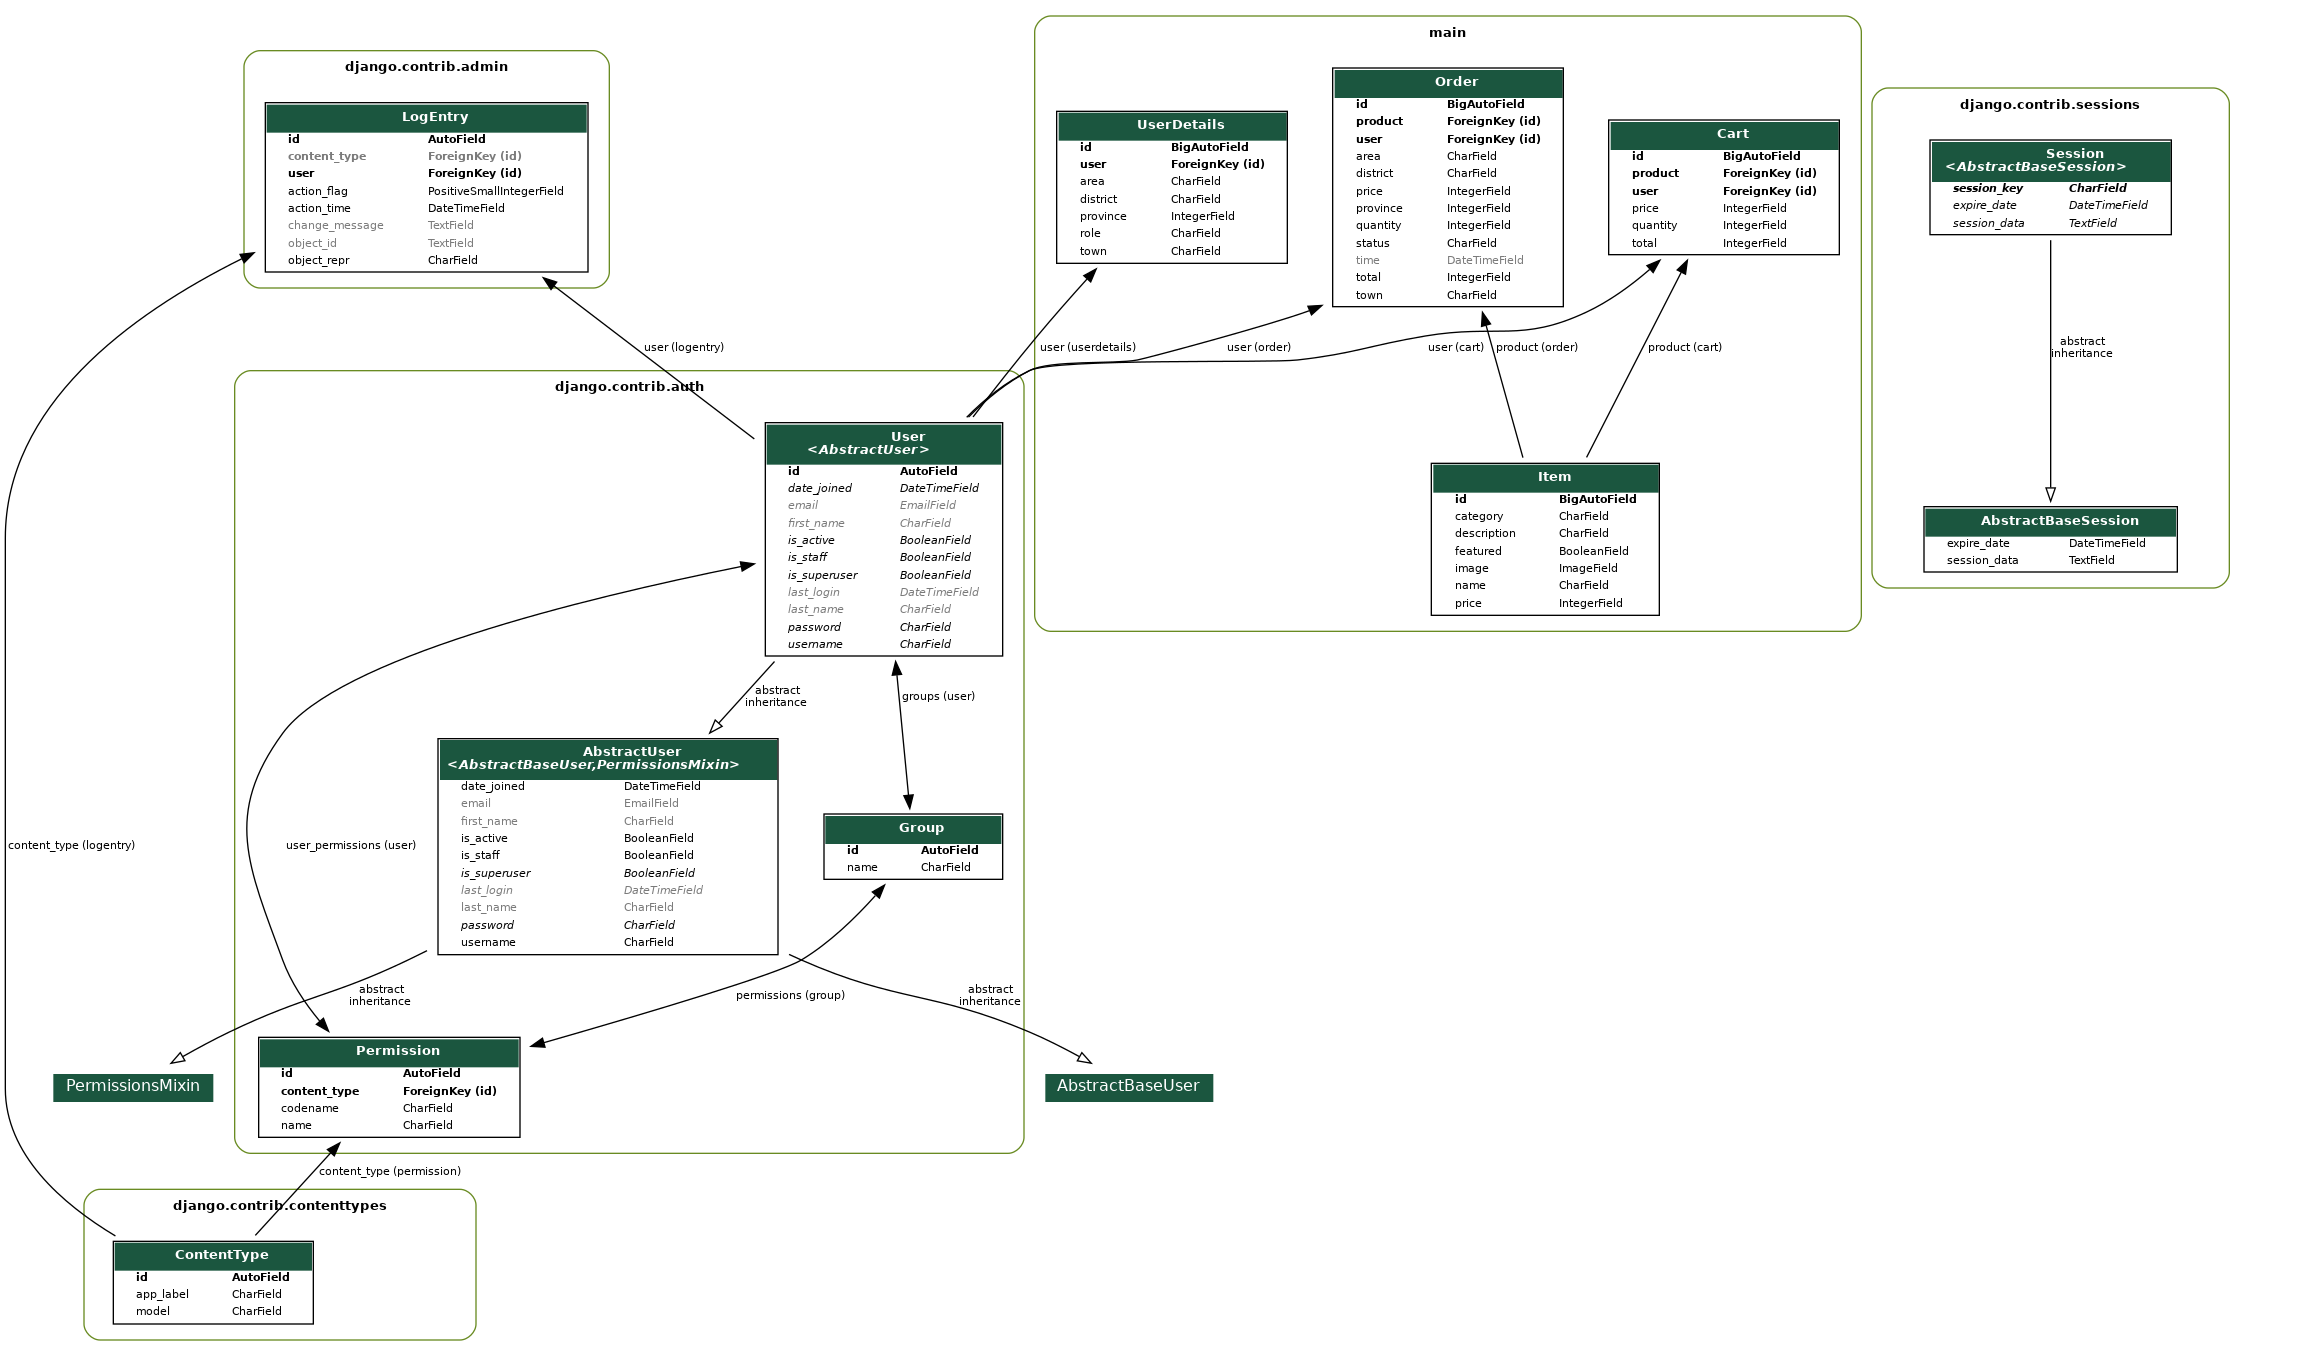 django.contrib.admin
LogEntry
id AutoField
content_type ForeignKey (id)
user ForeignKey (id)
action_flag PositiveSmallIntegerField
action_time DateTimeField
change_message TextField
object_id TextField
object_repr CharField
main
UserDetails
id BigAutoField
user ForeignKey (id)
area CharField
district CharField
province IntegerField
role CharField
town CharField
Order
id BigAutoField
product ForeignKey (id)
user ForeignKey (id)
area CharField
district CharField
price IntegerField
province IntegerField
quantity IntegerField
status CharField
time DateTimeField
total IntegerField
town CharField
Cart
id BigAutoField
product ForeignKey (id)
user ForeignKey (id)
price IntegerField
quantity IntegerField
total IntegerField
django.contrib.sessions
Session
<AbstractBaseSession>
session_key CharField
expire_date DateTimeField
session_data TextField
user (logentry)
user (userdetails)
user (order)
user (cart)
product (order)
product (cart)
abstract
inheritance
django.contrib.auth
User
<AbstractUser>
id AutoField
date_joined DateTimeField
email EmailField
first_name CharField
is_active BooleanField
is_staff BooleanField
is_superuser BooleanField
last_login DateTimeField
last_name CharField
password CharField
username CharField
Item
id BigAutoField
category CharField
description CharField
featured BooleanField
image ImageField
name CharField
price IntegerField
AbstractBaseSession
expire_date DateTimeField
session_data TextField
abstract
inheritance
groups (user)
AbstractUser
<AbstractBaseUser,PermissionsMixin>
date_joined DateTimeField
email EmailField
first_name CharField
is_active BooleanField
is_staff BooleanField
is_superuser BooleanField
last_login DateTimeField
last_name CharField
password CharField
username CharField
Group
id AutoField
name CharField
content_type (logentry)
user_permissions (user)
abstract
inheritance
permissions (group)
abstract
inheritance
PermissionsMixin
Permission
id AutoField
content_type ForeignKey (id)
codename CharField
name CharField
AbstractBaseUser
content_type (permission)
django.contrib.contenttypes
ContentType
id AutoField
app_label CharField
model CharField